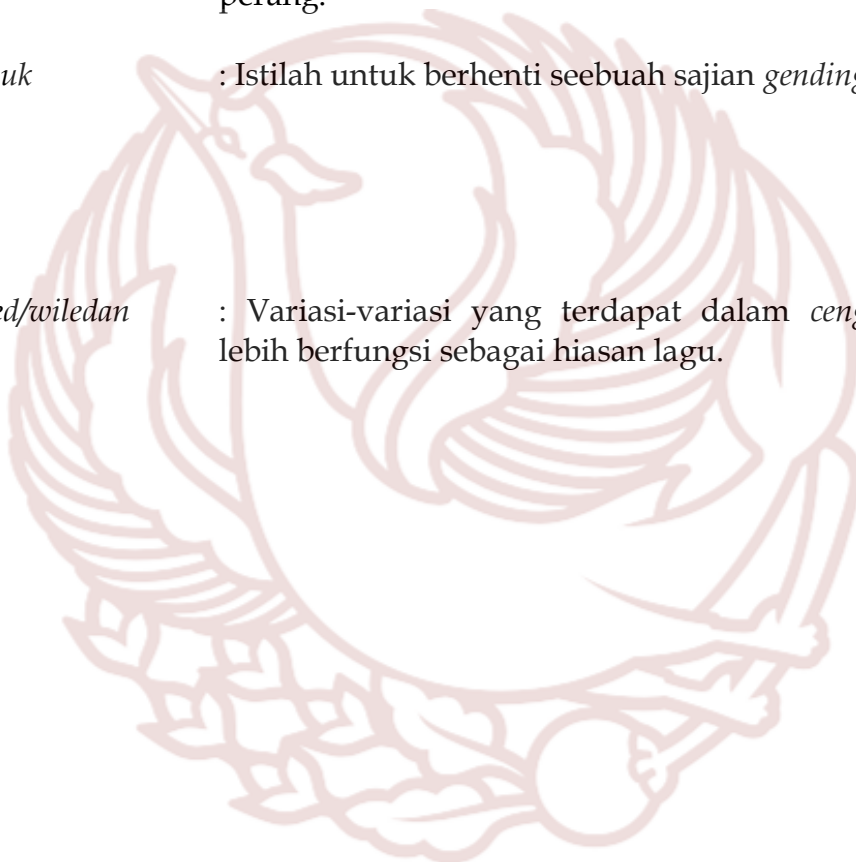 perang.
uk : Istilah untuk berhenti seebuah sajian gending
ed/wiledan : Variasi-variasi yang terdapat dalam ceng
lebih berfungsi sebagai hiasan lagu.